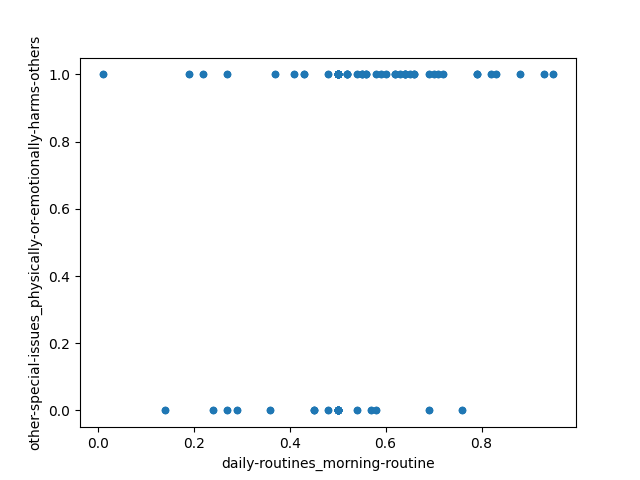 other-special-issues_physically-or-emotionally-harms-others
1.0
0.8
0.6
0.4
0.2
0.0
0.0 0.2 0.4 0.6 0.8
daily-routines_morning-routine